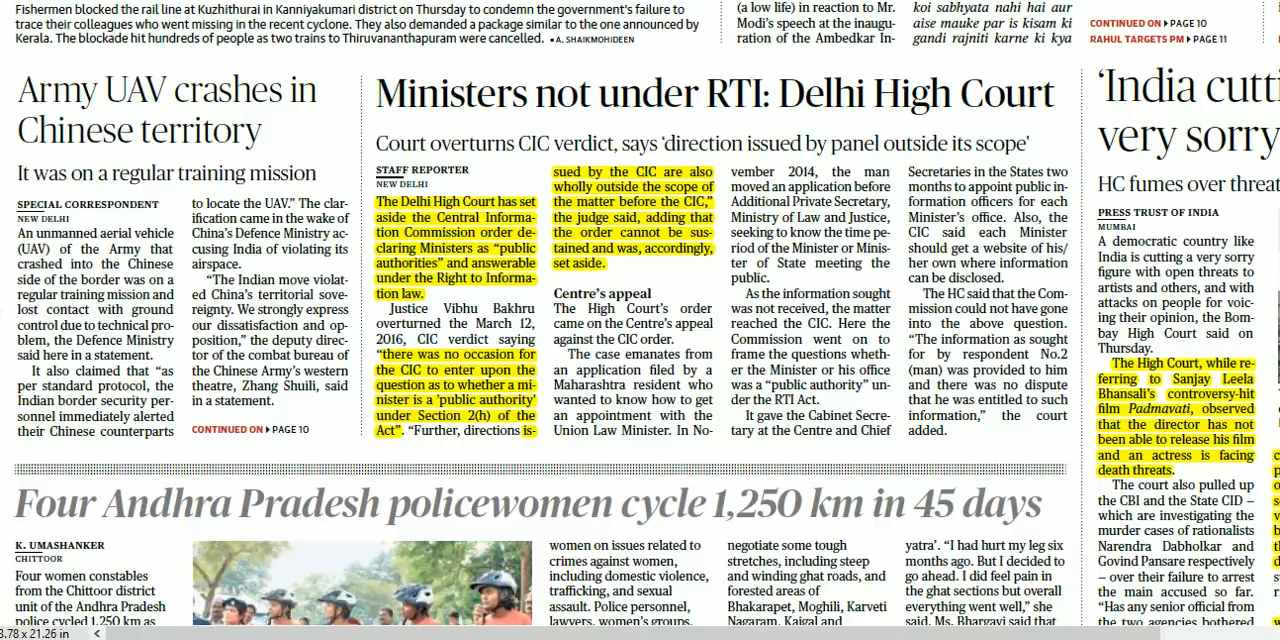 Fishermen blocked the rail line at Kuzhithurai in Kanniyakumari district on Thursday to condemn the government's failure to
trace their colleagues who went missing in the recent cyclone. They also demanded a package similar to the one announced by
Kerala. The blockade hit hundreds of people as two trains to Thiruvananthapuram were cancelled. • A. SHAIKMOHIDEEN
(a low life) in reaction to Mr.
Modi's speech at the inaugu-
ration of the Ambedkar In-
koi sabhyata nahi hai aur
aise mauke par is kisam ki
gandi rajniti karne ki kya
CONTINUED ON ▸ PAGE 10
RAHUL TARGETS PM ▸ PAGE 11
Army UAV crashes in
Chinese territory
It was on a regular training mission
SPECIAL CORRESPONDENT
NEW DELHI
An unmanned aerial vehicle
(UAV) of the Army that
crashed into the Chinese
side of the border was on a
regular training mission and
lost contact with ground
control due to technical pro-
blem, the Defence Ministry
said here in a statement.
It also claimed that “as
per standard protocol, the
Indian border security per-
sonnel immediately alerted
their Chinese counterparts
to locate the UAV.” The clar-
ification came in the wake of
China's Defence Ministry ac-
cusing India of violating its
airspace.
“The Indian move violat-
ed China's territorial sove-
reignty. We strongly express
our dissatisfaction and op-
position,” the deputy direc-
tor of the combat bureau of
the Chinese Army's western
theatre, Zhang Shuili, said
in a statement.
CONTINUED ON ▸ PAGE 10
Ministers not under RTI: Delhi High Court
Court overturns CIC verdict, says ‘direction issued by panel outside its scope’
STAFF REPORTER
NEW DELHI
The Delhi High Court has set
aside the Central Informa-
tion Commission order de-
claring Ministers as “public
authorities” and answerable
under the Right to Informa-
tion law.
Justice Vibhu Bakhru
overturned the March 12,
2016, CIC verdict saying
“there was no occasion for
the CIC to enter upon the
question as to whether a mi-
nister is a 'public authority'
under Section 2(h) of the
Act”. “Further, directions is-
sued by the CIC are also
wholly outside the scope of
the matter before the CIC,”
the judge said, adding that
the order cannot be sus-
tained and was, accordingly,
set aside.
Centre's appeal
The High Court's order
came on the Centre's appeal
against the CIC order.
The case emanates from
an application filed by a
Maharashtra resident who
wanted to know how to get
an appointment with the
Union Law Minister. In No-
vember 2014, the man
moved an application before
Additional Private Secretary,
Ministry of Law and Justice,
seeking to know the time pe-
riod of the Minister or Minis-
ter of State meeting the
public.
As the information sought
was not received, the matter
reached the CIC. Here the
Commission went on to
frame the questions wheth-
er the Minister or his office
was a “public authority” un-
der the RTI Act.
It gave the Cabinet Secre-
tary at the Centre and Chief
Secretaries in the States two
months to appoint public in-
formation officers for each
Minister's office. Also, the
CIC said each Minister
should get a website of his/
her own where information
can be disclosed.
The HC said that the Com-
mission could not have gone
into the above question.
“The information as sought
for by respondent No.2
(man) was provided to him
and there was no dispute
that he was entitled to such
information,” the court
added.
‘India cutti
very sorry
HC fumes over threat
PRESS TRUST OF INDIA
MUMBAI
A democratic country like
India is cutting a very sorry
figure with open threats to
artists and others, and with
attacks on people for voic-
ing their opinion, the Bom-
bay High Court said on
Thursday.
The High Court, while re-
ferring to Sanjay Leela
Bhansali's controversy-hit
film Padmavati, observed
that the director has not
been able to release his film
and an actress is facing
death threats.
The court also pulled up
the CBI and the State CID –
which are investigating the
murder cases of rationalists
Narendra Dabholkar and
Govind Pansare respectively
– over their failure to arrest
the main accused so far.
“Has any senior official from
the two agencies bothered
Four Andhra Pradesh policewomen cycle 1,250 km in 45 days
K. UMASHANKER
CHITTOOR
Four women constables
from the Chittoor district
unit of the Andhra Pradesh
police cycled 1,250 km as
women on issues related to
crimes against women,
including domestic violence,
trafficking, and sexual
assault. Police personnel,
lawyers, women's groups,
negotiate some tough
stretches, including steep
and winding ghat roads, and
forested areas of
Bhakarapet, Moghili, Karveti
Nagaram, Kaigal and
yatra’. “I had hurt my leg six
months ago. But I decided to
go ahead. I did feel pain in
the ghat sections but overall
everything went well,” she
said. Ms. Bhargavi said that
8.78 x 21.26 in